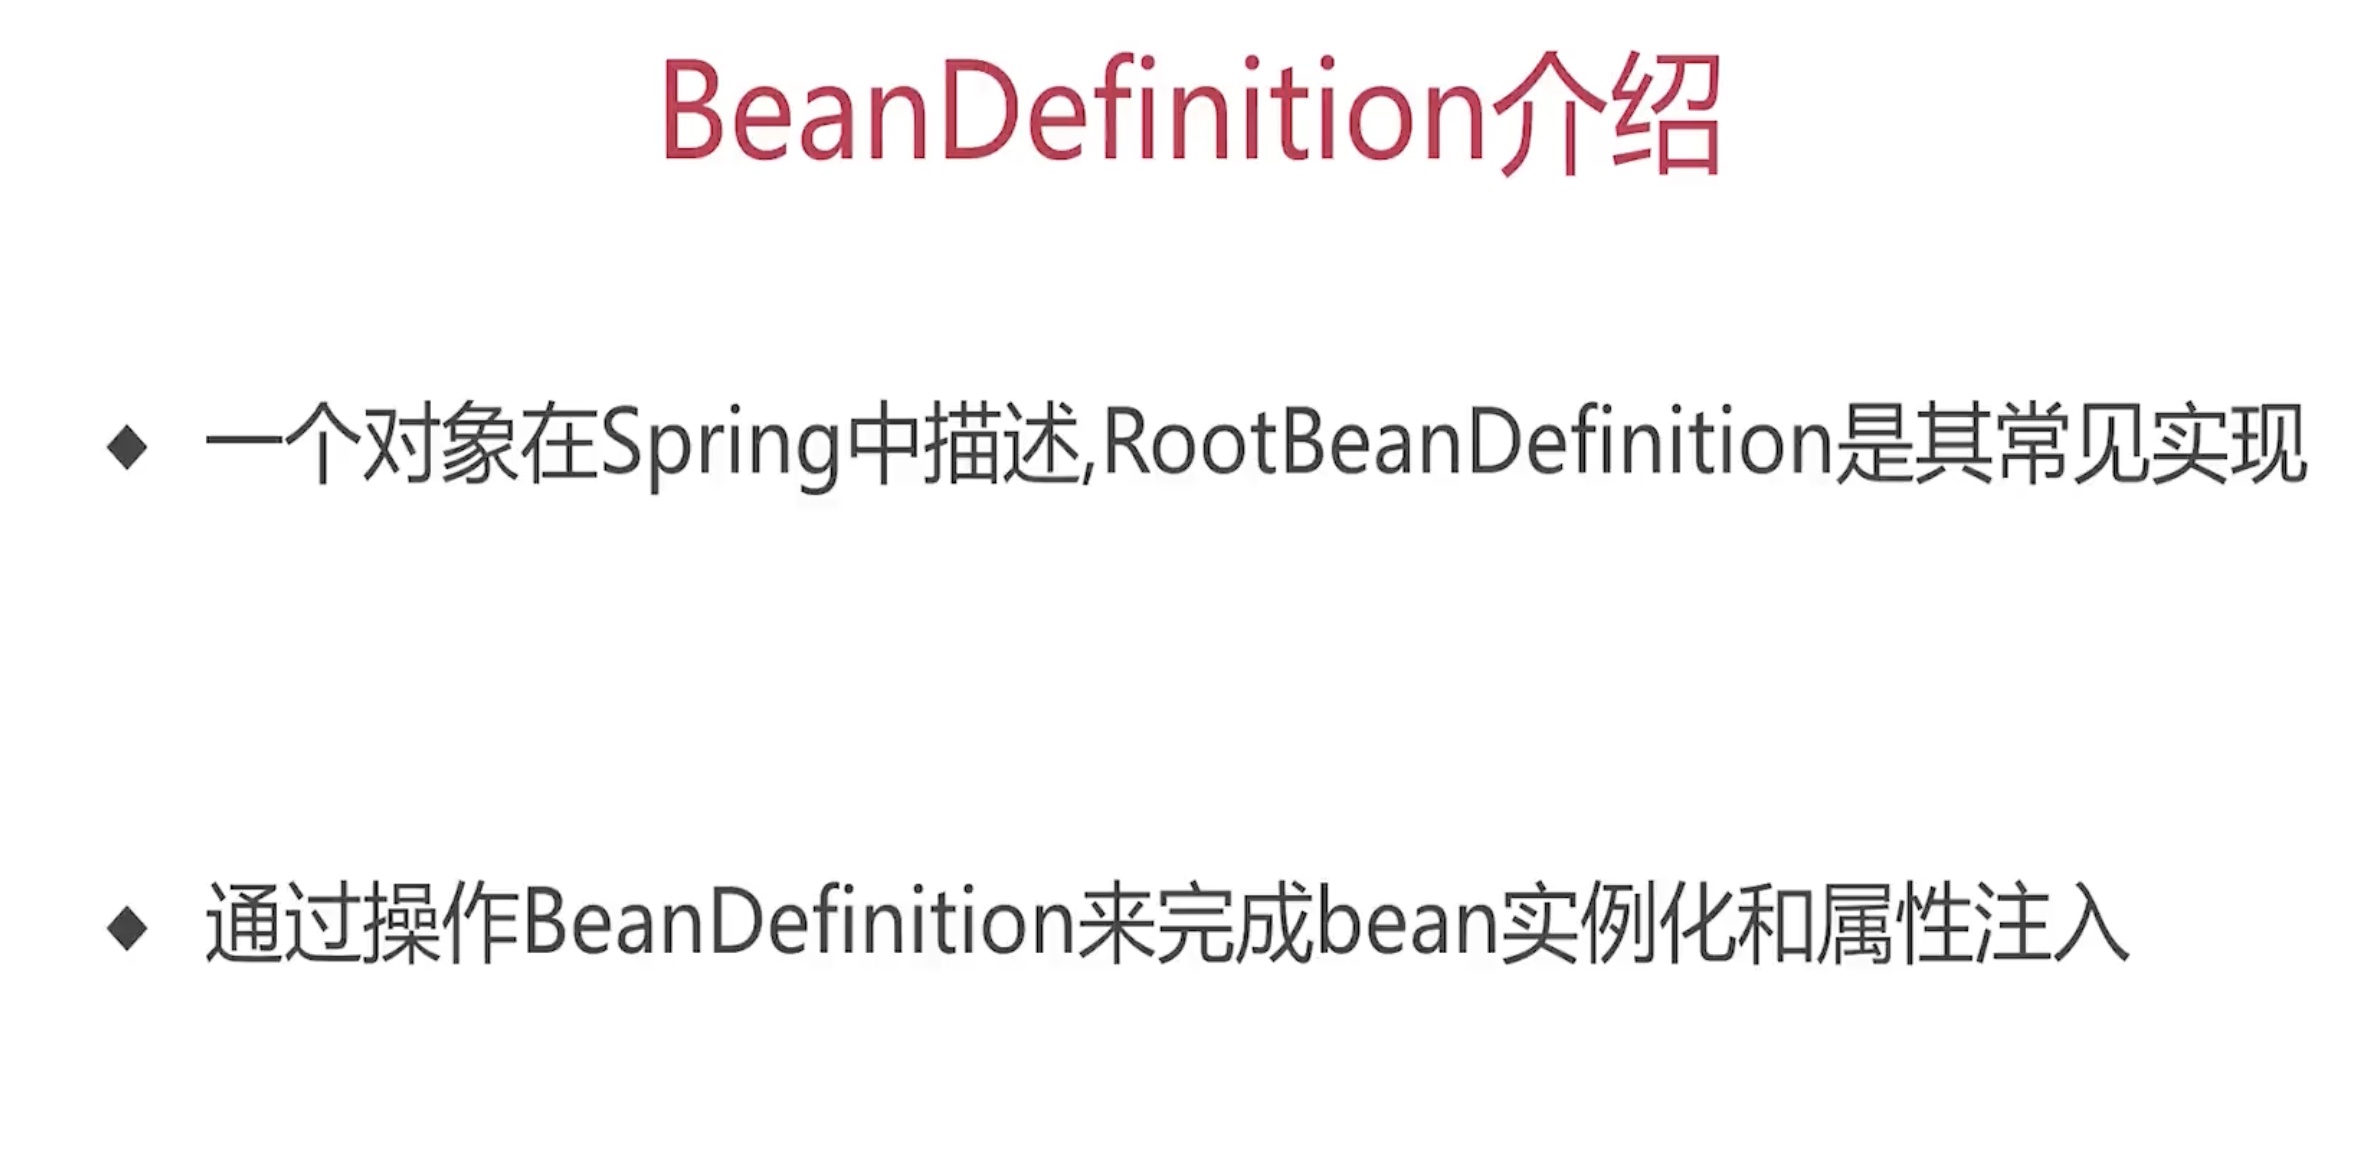 BeanDefinition介绍
◆ 一个对象在Spring中描述,RootBeanDefinition是其常见实现
◆ 通过操作BeanDefinition来完成bean实例化和属性注入